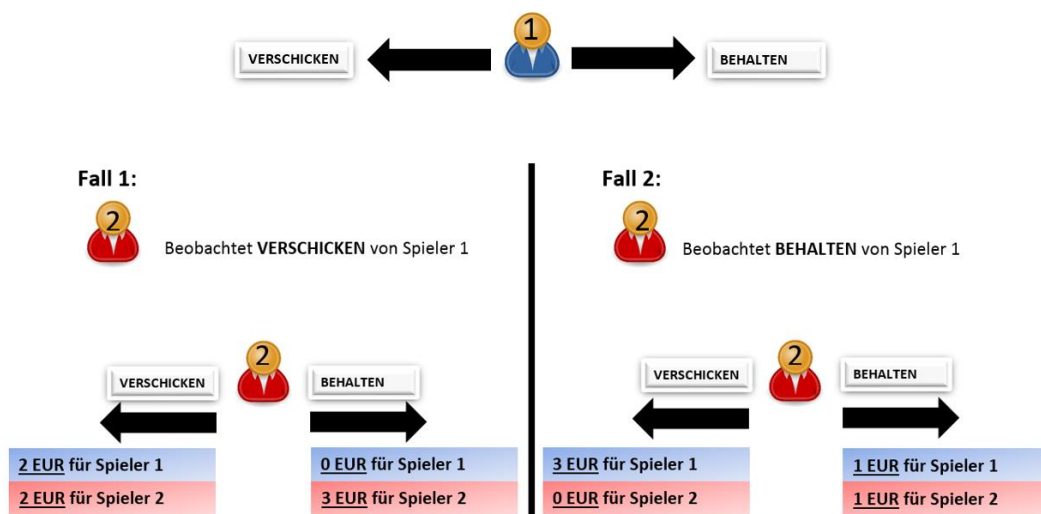 1
VERSCHICKEN
BEHALTEN
Fall 1:
2
Beobachtet VERSCHICKEN von Spieler 1
2
VERSCHICKEN
BEHALTEN
2 EUR für Spieler 1
2 EUR für Spieler 2
0 EUR für Spieler 1
3 EUR für Spieler 2
Fall 2:
2
Beobachtet BEHALTEN von Spieler 1
2
VERSCHICKEN
BEHALTEN
3 EUR für Spieler 1
0 EUR für Spieler 2
1 EUR für Spieler 1
1 EUR für Spieler 2